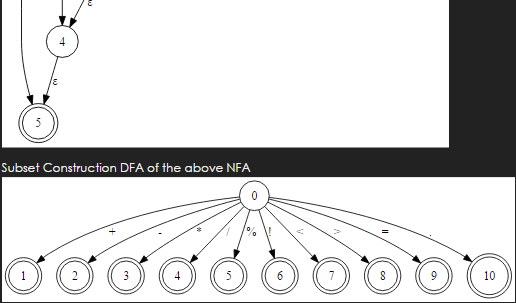 ε
4
ε
5
Subset Construction DFA of the above NFA
0
+ - * / % ! < > = .
1 2 3 4 5 6 7 8 9 10